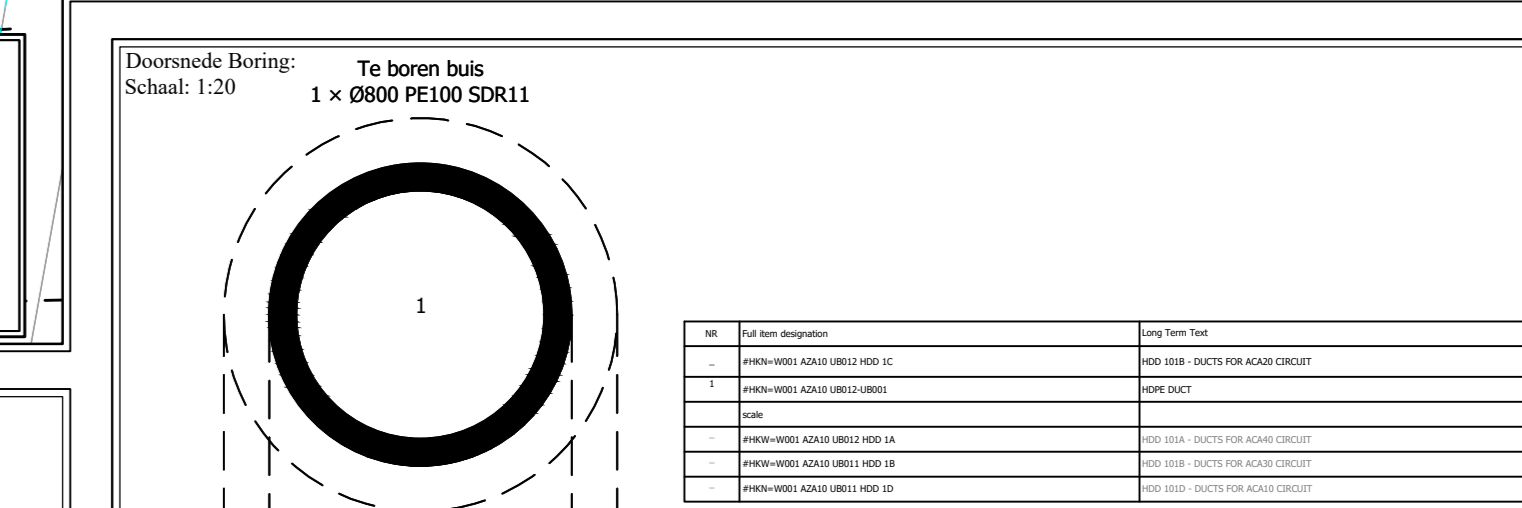 Doorsnede Boring:
Schaal: 1:20
Te boren buis
1 × Ø800 PE100 SDR11
1
NR Full item designation Long Term Text
_ #HKN=W001 AZA10 UB012 HDD 1C HDD 101B - DUCTS FOR ACA20 CIRCUIT
1 #HKN=W001 AZA10 UB012-UB001 HDPE DUCT
scale
– #HKW=W001 AZA10 UB012 HDD 1A HDD 101A - DUCTS FOR ACA40 CIRCUIT
– #HKW=W001 AZA10 UB011 HDD 1B HDD 101B - DUCTS FOR ACA30 CIRCUIT
– #HKN=W001 AZA10 UB011 HDD 1D HDD 101D - DUCTS FOR ACA10 CIRCUIT